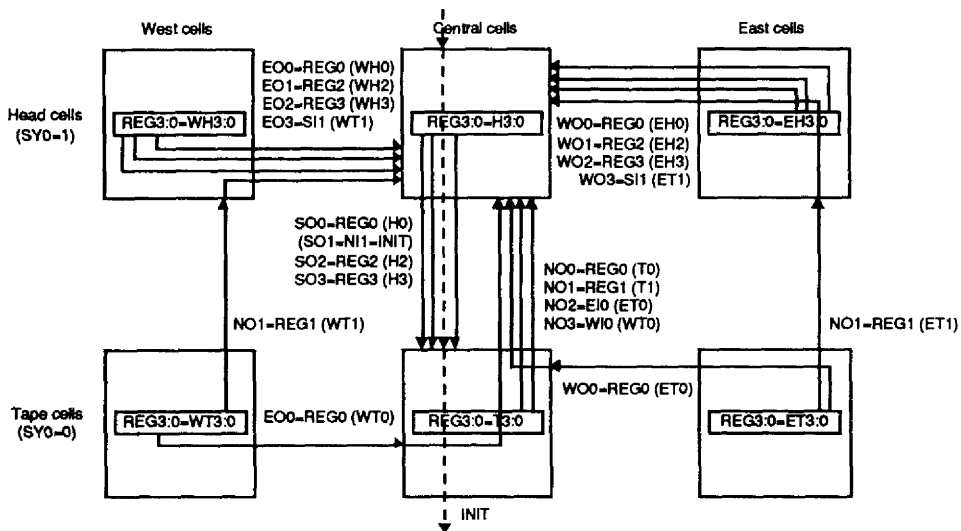 West cells
Central cells
East cells
EO0=REG0 (WH0)
EO1=REG2 (WH2)
EO2=REG3 (WH3)
EO3=SI1 (WT1)
Head cells
(SY0=1)
REG3:0=WH3:0
REG3:0=H3:0
REG3:0=EH3:0
WO0=REG0 (EH0)
WO1=REG2 (EH2)
WO2=REG3 (EH3)
WO3=SI1 (ET1)
SO0=REG0 (H0)
(SO1=NI1=INIT)
SO2=REG2 (H2)
SO3=REG3 (H3)
NO0=REG0 (T0)
NO1=REG1 (T1)
NO2=EI0 (ET0)
NO3=WI0 (WT0)
NO1=REG1 (WT1)
NO1=REG1 (ET1)
WO0=REG0 (ET0)
Tape cells
(SY0=0)
REG3:0=WT3:0
EO0=REG0 (WT0)
REG3:0=T3:0
REG3:0=ET3:0
INIT